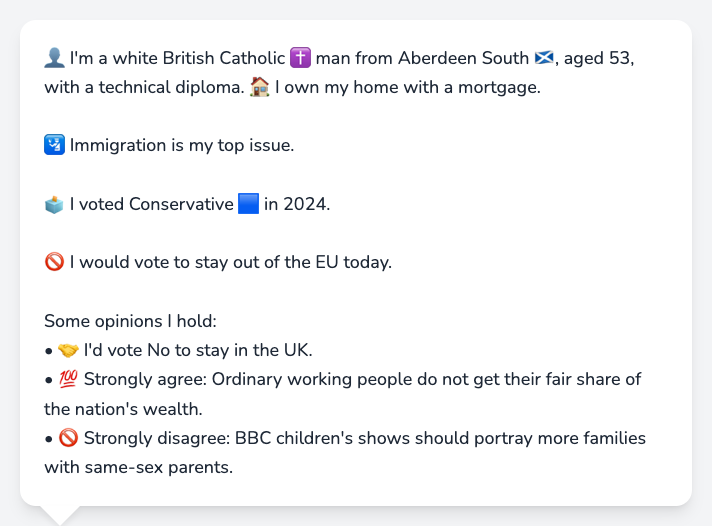 👤 I'm a white British Catholic ✝️ man from Aberdeen South 🏴󠁧󠁢󠁳󠁣󠁴󠁿, aged 53,
with a technical diploma. 🏠 I own my home with a mortgage.
🛂 Immigration is my top issue.
🗳️ I voted Conservative 🟦 in 2024.
🚫 I would vote to stay out of the EU today.
Some opinions I hold:
• 🤝 I'd vote No to stay in the UK.
• 💯 Strongly agree: Ordinary working people do not get their fair share of
the nation's wealth.
• 🚫 Strongly disagree: BBC children's shows should portray more families
with same-sex parents.